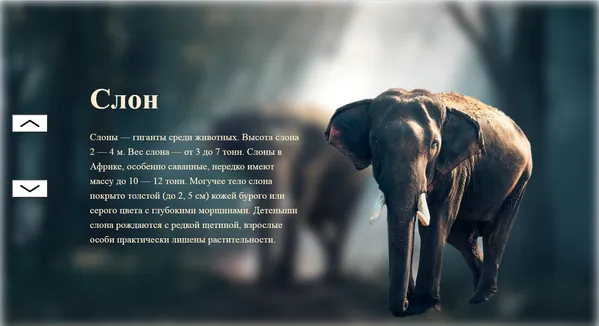 Слон
Слоны — гиганты среди животных. Высота слона
2 — 4 м. Вес слона — от 3 до 7 тонн. Слоны в
Африке, особенно саванные, нередко имеют
массу до 10 — 12 тонн. Могучее тело слона
покрыто толстой (до 2, 5 см) кожей бурого или
серого цвета с глубокими морщинами. Детеныши
слона рождаются с редкой щетиной, взрослые
особи практически лишены растительности.